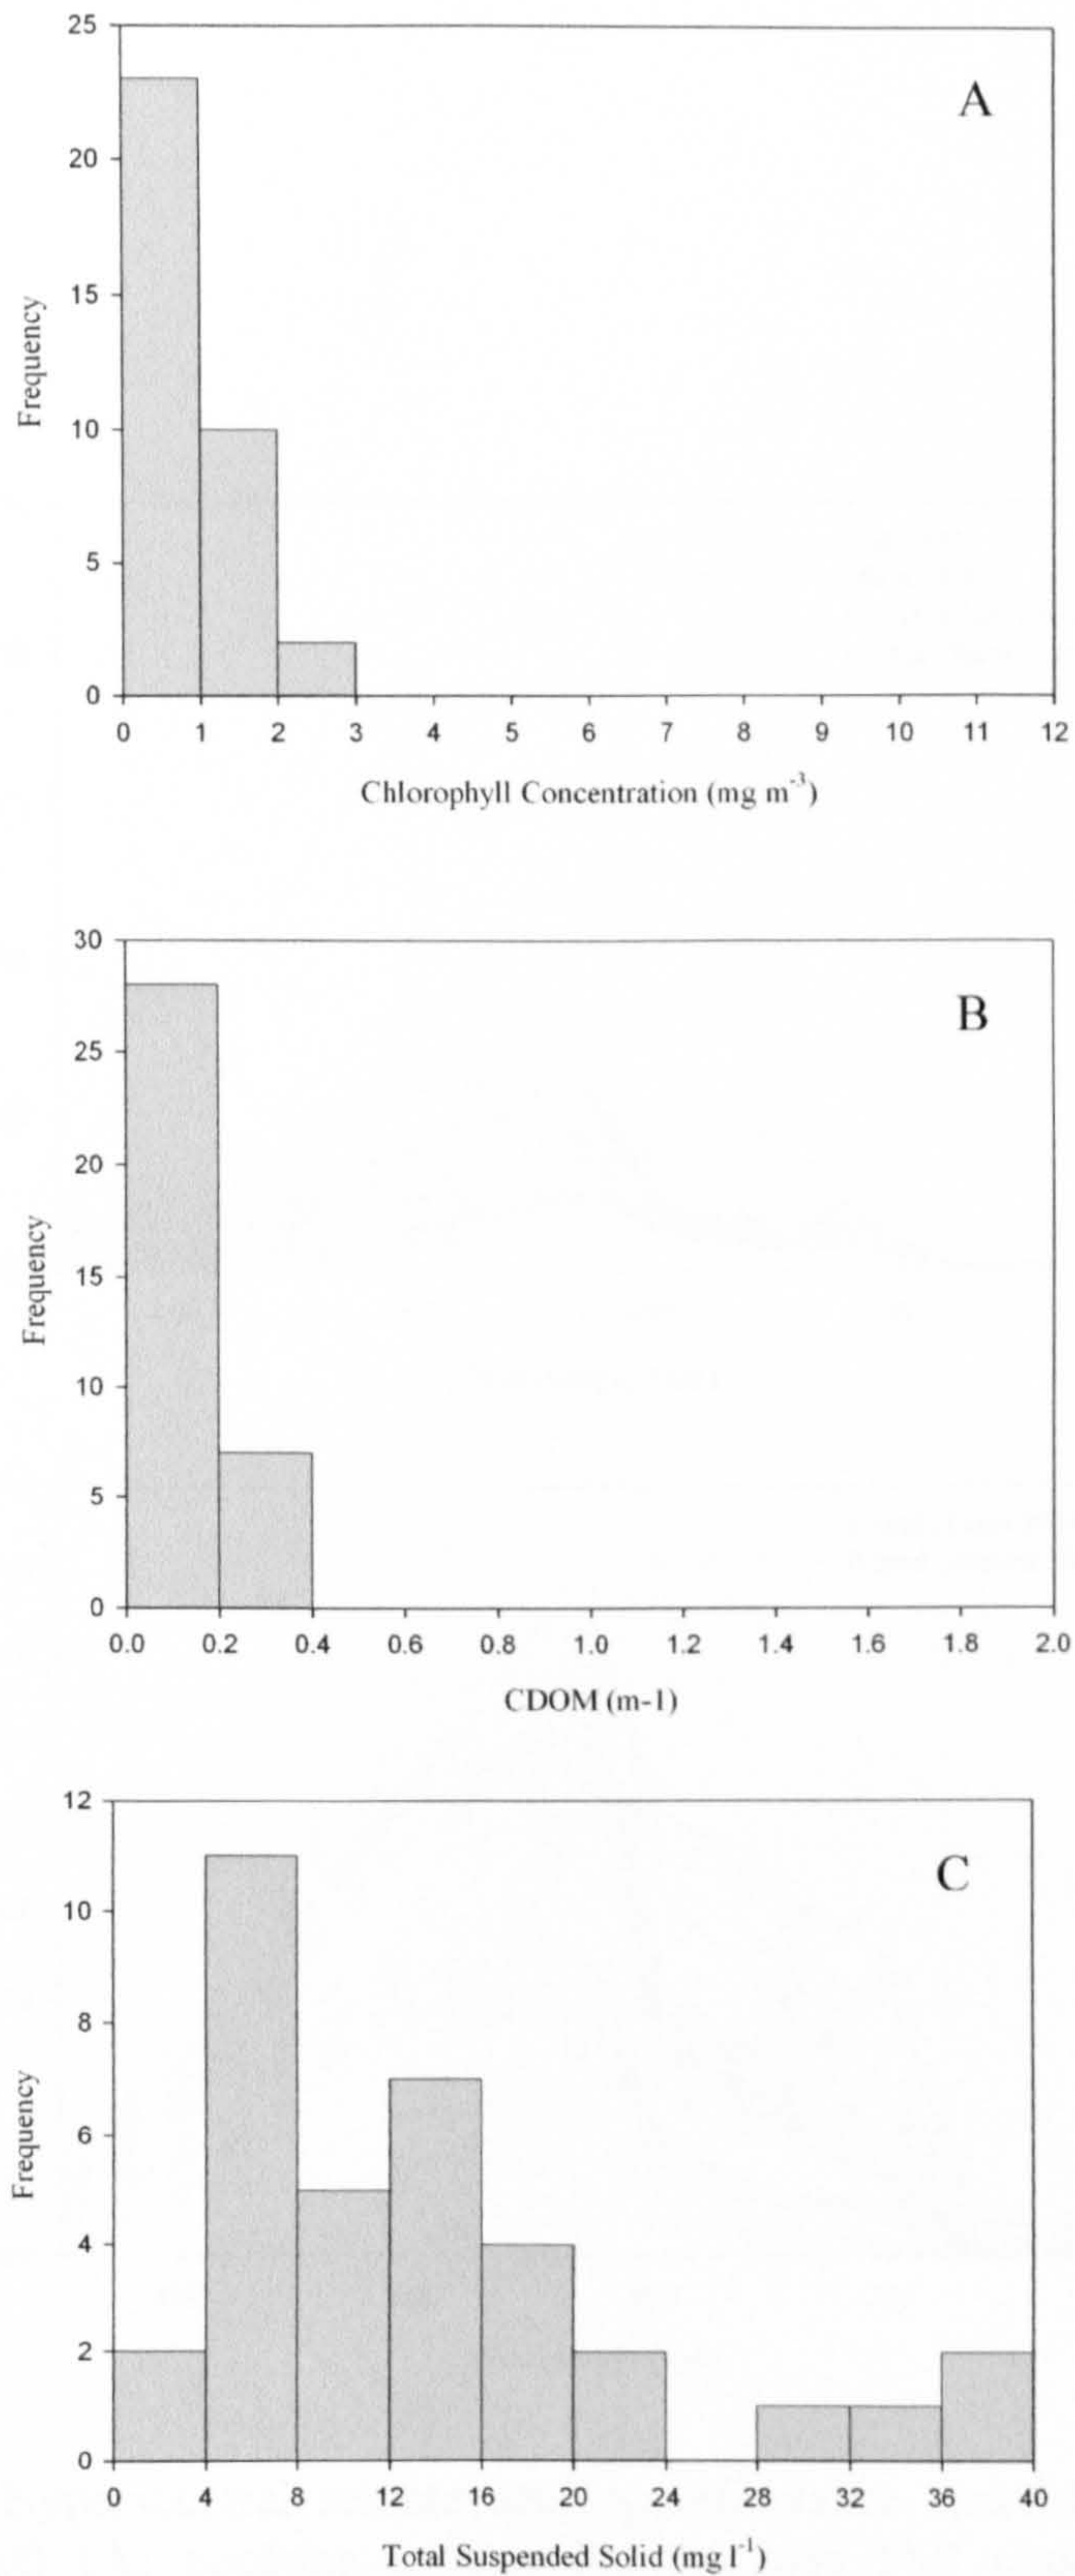 25
A
20
15
Frequency
10
5
0
0 1 2 3 4 5 6 7 8 9 10 11 12
Chlorophyll Concentration (mg m⁻³)
30
B
25
20
Frequency
15
10
5
0
0.0 0.2 0.4 0.6 0.8 1.0 1.2 1.4 1.6 1.8 2.0
CDOM (m-1)
12
C
10
8
Frequency
6
4
2
0
0 4 8 12 16 20 24 28 32 36 40
Total Suspended Solid (mg l⁻¹)